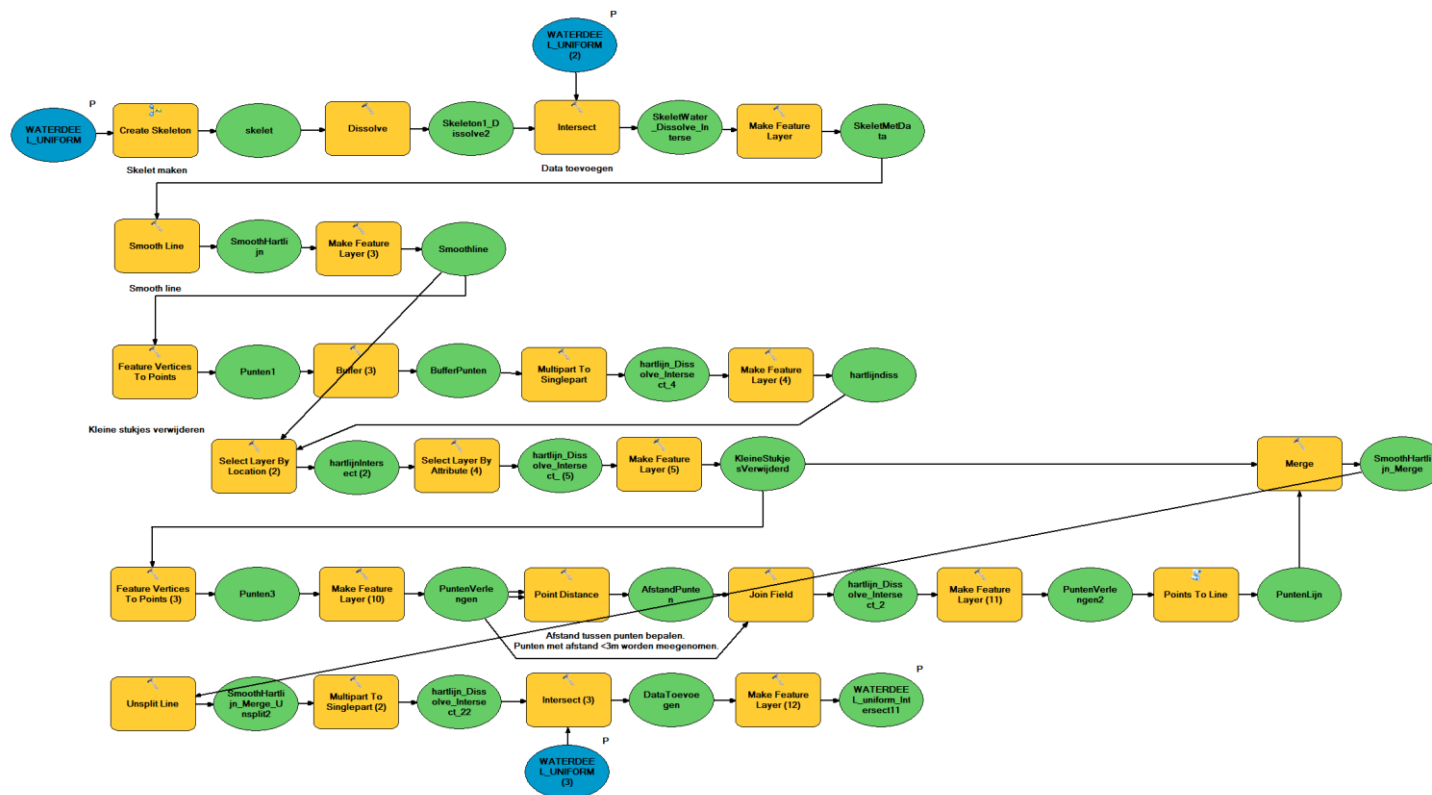 P
WATERDEE
L_UNIFORM
(2)
P
WATERDEE
L_UNIFORM
Create Skeleton
skelet
Dissolve
Skeleton1_D
issolve2
Intersect
SkeletWater
_Dissolve_In
terse
Make Feature
Layer
SkeletMetDa
ta
Skelet maken
Data toevoegen
Smooth Line
SmoothHartli
jn
Make Feature
Layer (3)
Smoothline
Smooth line
Feature Vertices
To Points
Punten1
Buffer (3)
BufferPunten
Multipart To
Singlepart
hartlijn_Diss
olve_Interse
ct_4
Make Feature
Layer (4)
hartlijndiss
Kleine stukjes verwijderen
Select Layer By
Location (2)
hartlijnInters
ect (2)
Select Layer By
Attribute (4)
hartlijn_Diss
olve_Interse
ct_ (5)
Make Feature
Layer (5)
KleineStukje
sVerwijderd
Merge
SmoothHartli
jn_Merge
Feature Vertices
To Points (3)
Punten3
Make Feature
Layer (10)
PuntenVerle
ngen
Point Distance
AfstandPunte
n
Join Field
hartlijn_Diss
olve_Interse
ct_2
Make Feature
Layer (11)
PuntenVerle
ngen2
Points To Line
PuntenLijn
Afstand tussen punten bepalen.
Punten met afstand <3m worden meegenomen.
Unsplit Line
SmoothHartli
jn_Merge_U
nsplit2
Multipart To
Singlepart (2)
hartlijn_Diss
olve_Interse
ct_22
Intersect (3)
DataToevoe
gen
Make Feature
Layer (12)
P
WATERDEE
L_uniform_Int
ersect11
P
WATERDEE
L_UNIFORM
(3)